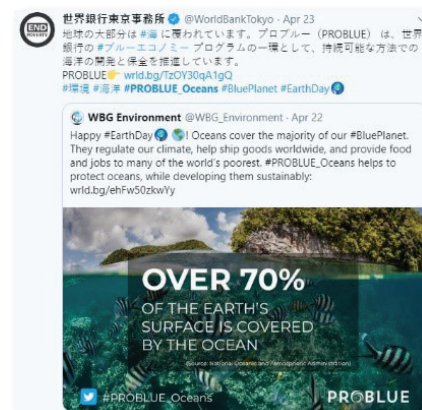 END
世界銀行東京事務所 @WorldBankTokyo · Apr 23
地球の大部分は #海 に覆われています。プロブルー（PROBLUE） は、世界
銀行の #ブルーエコノミー プログラムの一環として、持続可能な方法での
海洋の開発と保全を推進しています。
PROBLUE👉 wrld.bg/TzOY30qA1gQ
#環境 #海洋 #PROBLUE_Oceans #BluePlanet #EarthDay🌍
WBG Environment @WBG_Environment · Apr 22
Happy #EarthDay🌍 🌎! Oceans cover the majority of our #BluePlanet.
They regulate our climate, help ship goods worldwide, and provide food
and jobs to many of the world's poorest. #PROBLUE_Oceans helps to
protect oceans, while developing them sustainably:
wrld.bg/ehFw50zkwYy
OVER 70%
OF THE EARTH'S
SURFACE IS COVERED
BY THE OCEAN
(Source: National Oceanic and Atmospheric Administration)
#PROBLUE_Oceans
PROBLUE